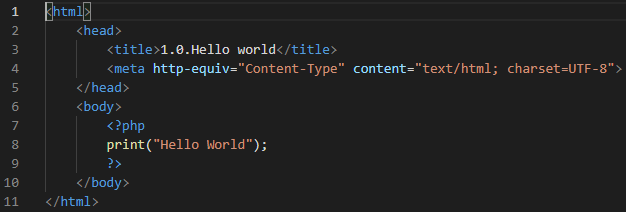 1 <html>
2     <head>
3         <title>1.0.Hello world</title>
4         <meta http-equiv="Content-Type" content="text/html; charset=UTF-8">
5     </head>
6     <body>
7         <?php
8         print("Hello World");
9         ?>
10     </body>
11 </html>